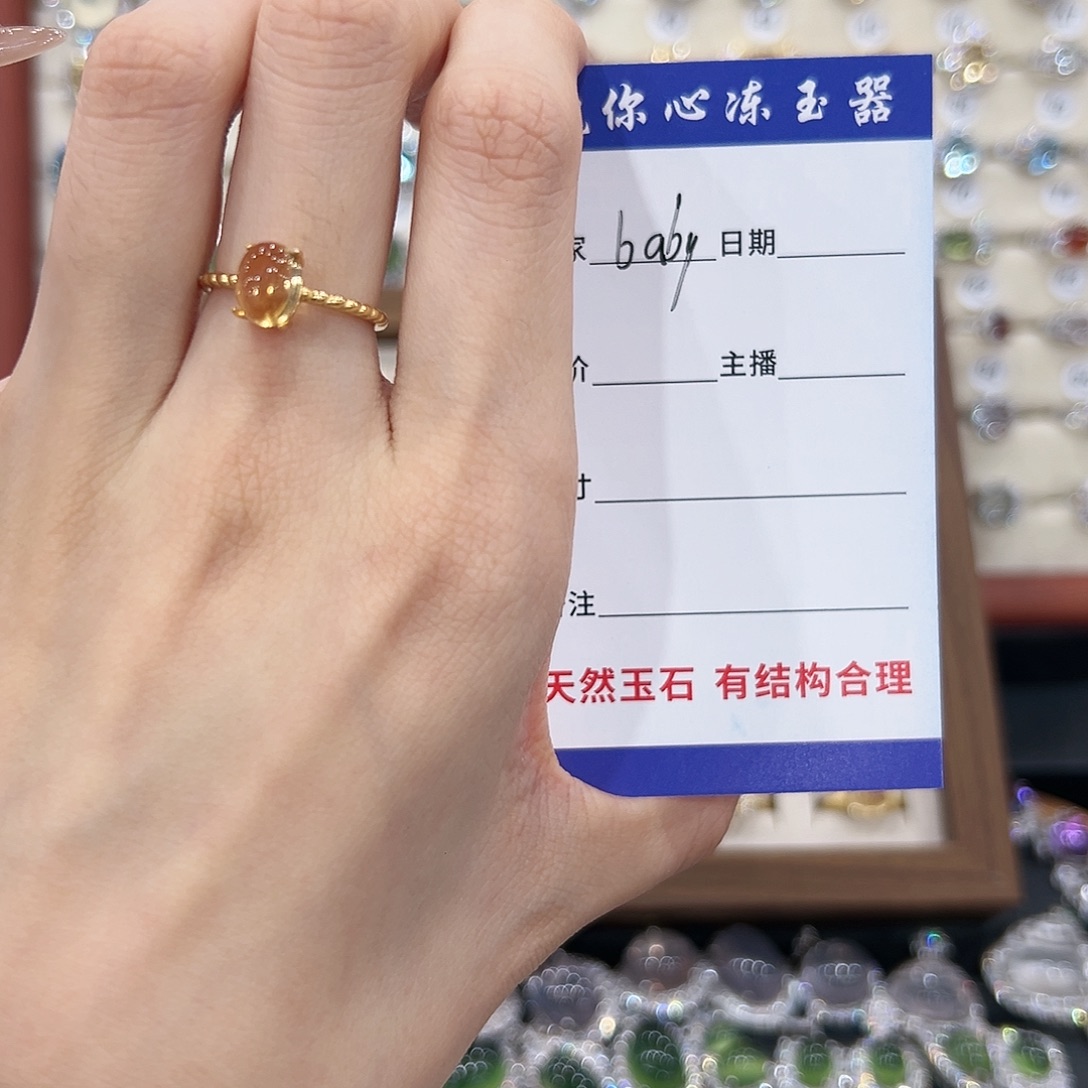 你心冻玉器
家 baby 日期
价 主播
寸
注
天然玉石 有结构合理